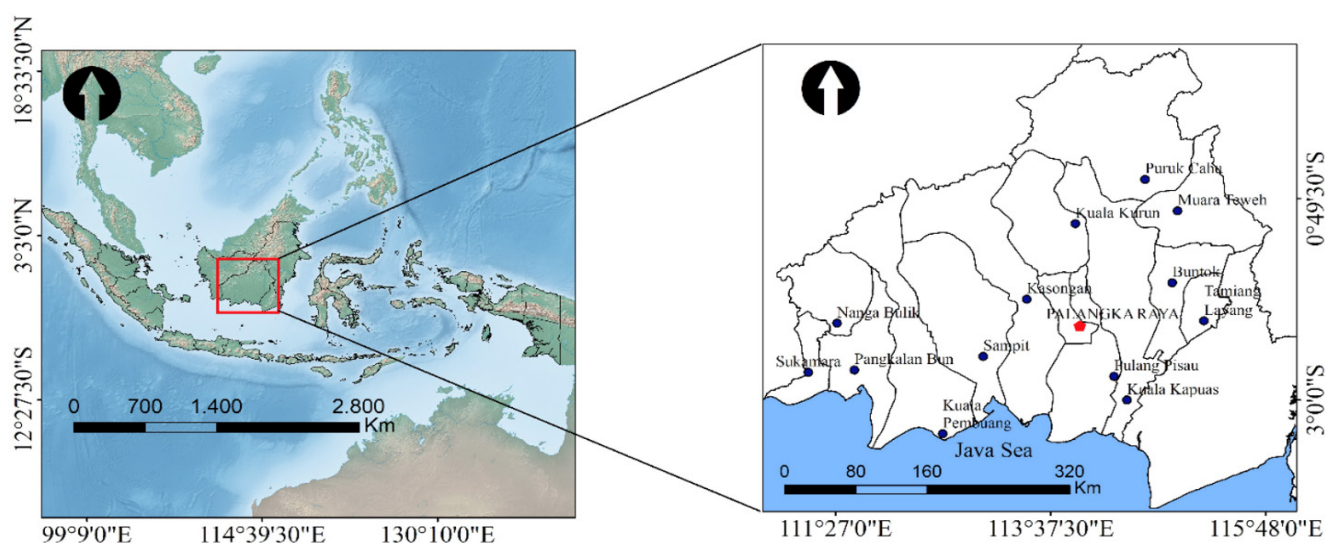 18°33'30"N
3°3'0"N
12°27'30"S
0 700 1.400 2.800
Km
99°9'0"E 114°39'30"E 130°10'0"E
Puruk Cahu
Muara Teweh
Kuala Kurun
Buntok
Tamiang
Layang
Kasongan
PALANGKA RAYA
Nanga Bulik
Sampit
Sukamara
Pangkalan Bun
Pulang Pisau
Kuala Kapuas
Kuala
Pembuang
Java Sea
0 80 160 320
Km
0°49'30"S
3°0'0"S
111°27'0"E 113°37'30"E 115°48'0"E